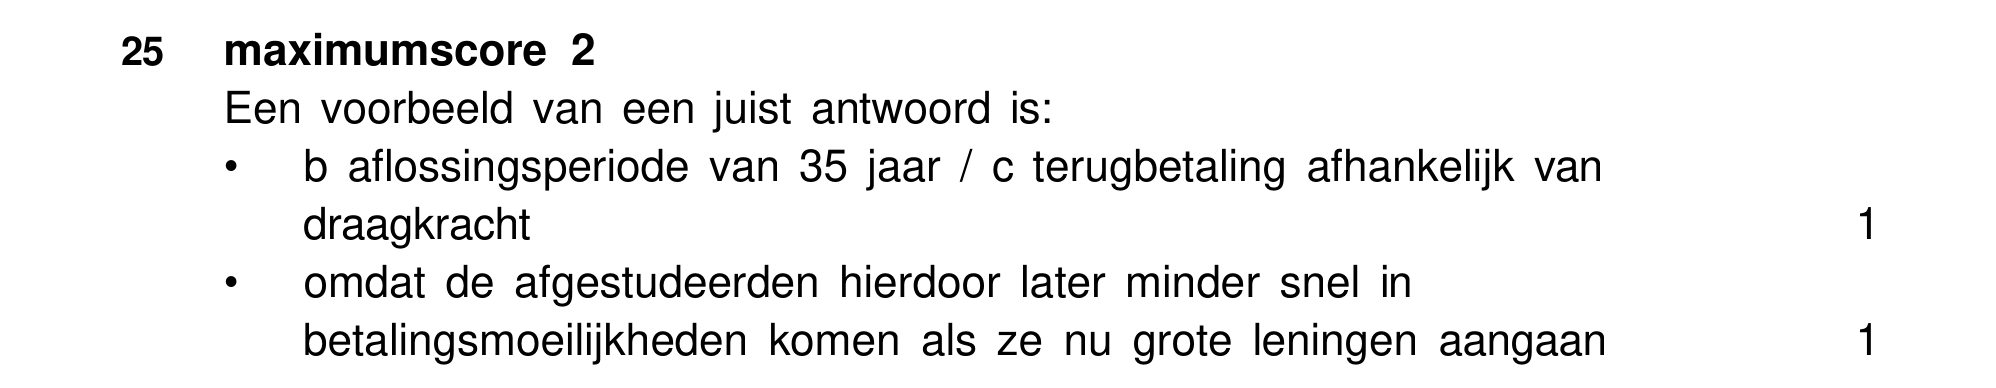 25 maximumscore 2
Een voorbeeld van een juist antwoord is:
• b aflossingsperiode van 35 jaar / c terugbetaling afhankelijk van
draagkracht 1
• omdat de afgestudeerden hierdoor later minder snel in
betalingsmoeilijkheden komen als ze nu grote leningen aangaan 1